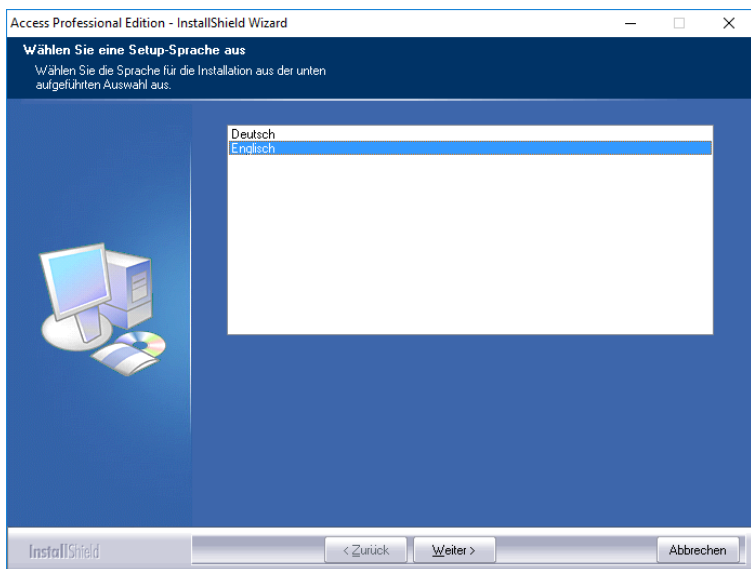 Access Professional Edition - InstallShield Wizard
Wählen Sie eine Setup-Sprache aus
Wählen Sie die Sprache für die Installation aus der unten
aufgeführten Auswahl aus.
Deutsch
Englisch
InstallShield
< Zurück
Weiter >
Abbrechen